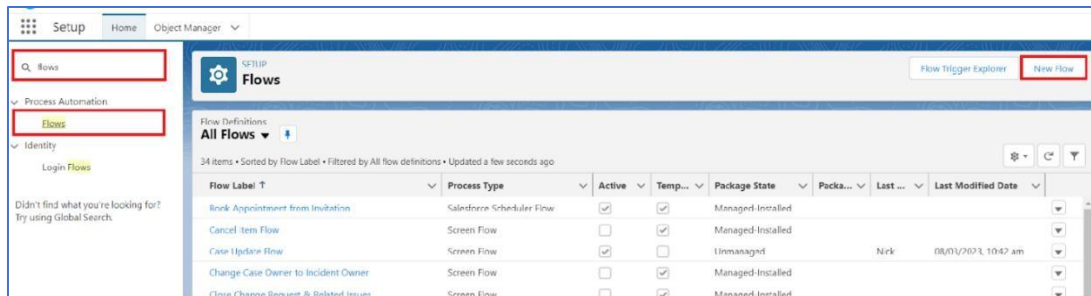 Setup Home Object Manager
flows
Process Automation
Flows
Identity
Login Flows
Didn't find what you're looking for?
Try using Global Search.
SETUP
Flows
Flow Trigger Explorer New Flow
Flow Definitions
All Flows
34 items • Sorted by Flow Label • Filtered by All flow definitions • Updated a few seconds ago
Flow Label ↑ Process Type Active Temp... Package State Packa... Last ... Last Modified Date
Book Appointment from Invitation Salesforce Scheduler Flow Managed-Installed
Cancel Item Flow Screen Flow Managed-Installed
Case Update Flow Screen Flow Unmanaged Nick 08/03/2023, 10:42 am
Change Case Owner to Incident Owner Screen Flow Managed-Installed
Close Change Request & Related Issues Screen Flow Managed-Installed